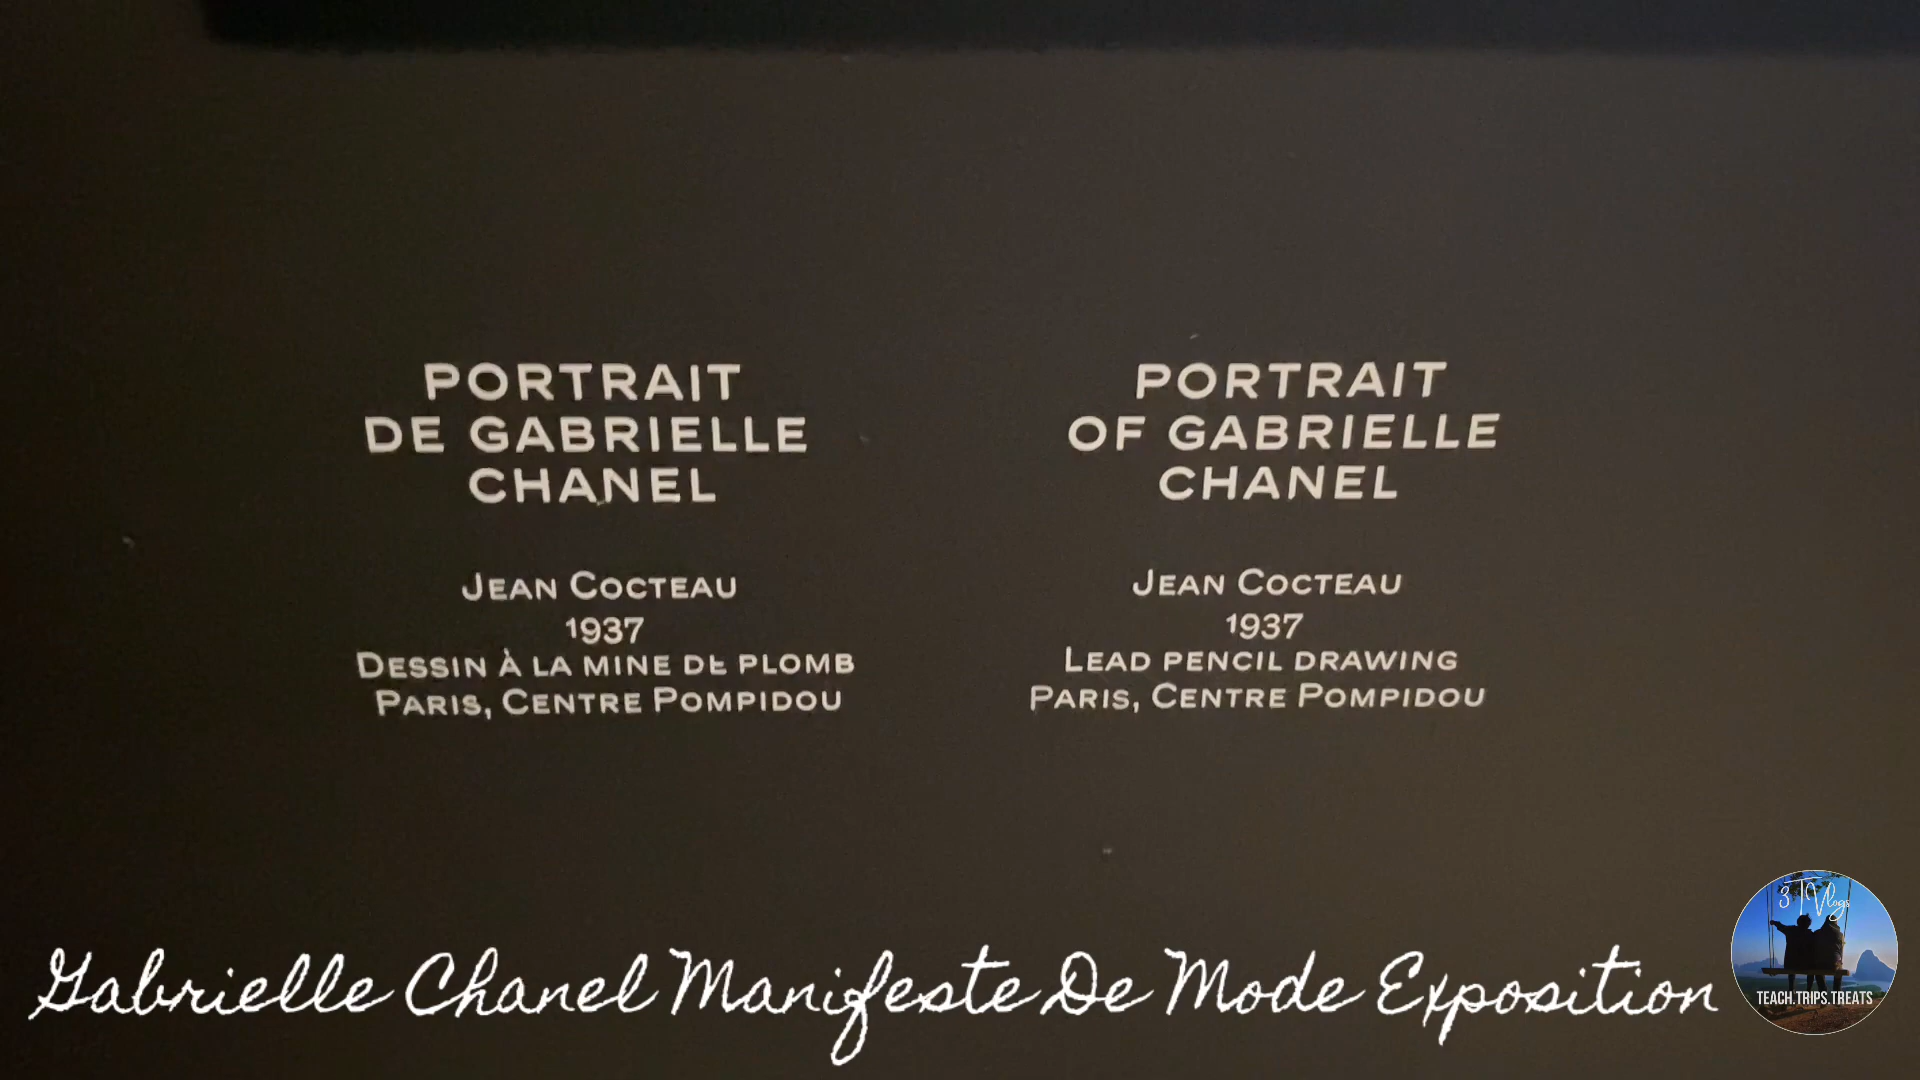 PORTRAIT
DE GABRIELLE
CHANEL
JEAN COCTEAU
1937
DESSIN À LA MINE DE PLOMB
PARIS, CENTRE POMPIDOU
PORTRAIT
OF GABRIELLE
CHANEL
JEAN COCTEAU
1937
LEAD PENCIL DRAWING
PARIS, CENTRE POMPIDOU
Gabrielle Chanel Manifeste De Mode Exposition
3TVlogs
TEACH.TRIPS.TREATS